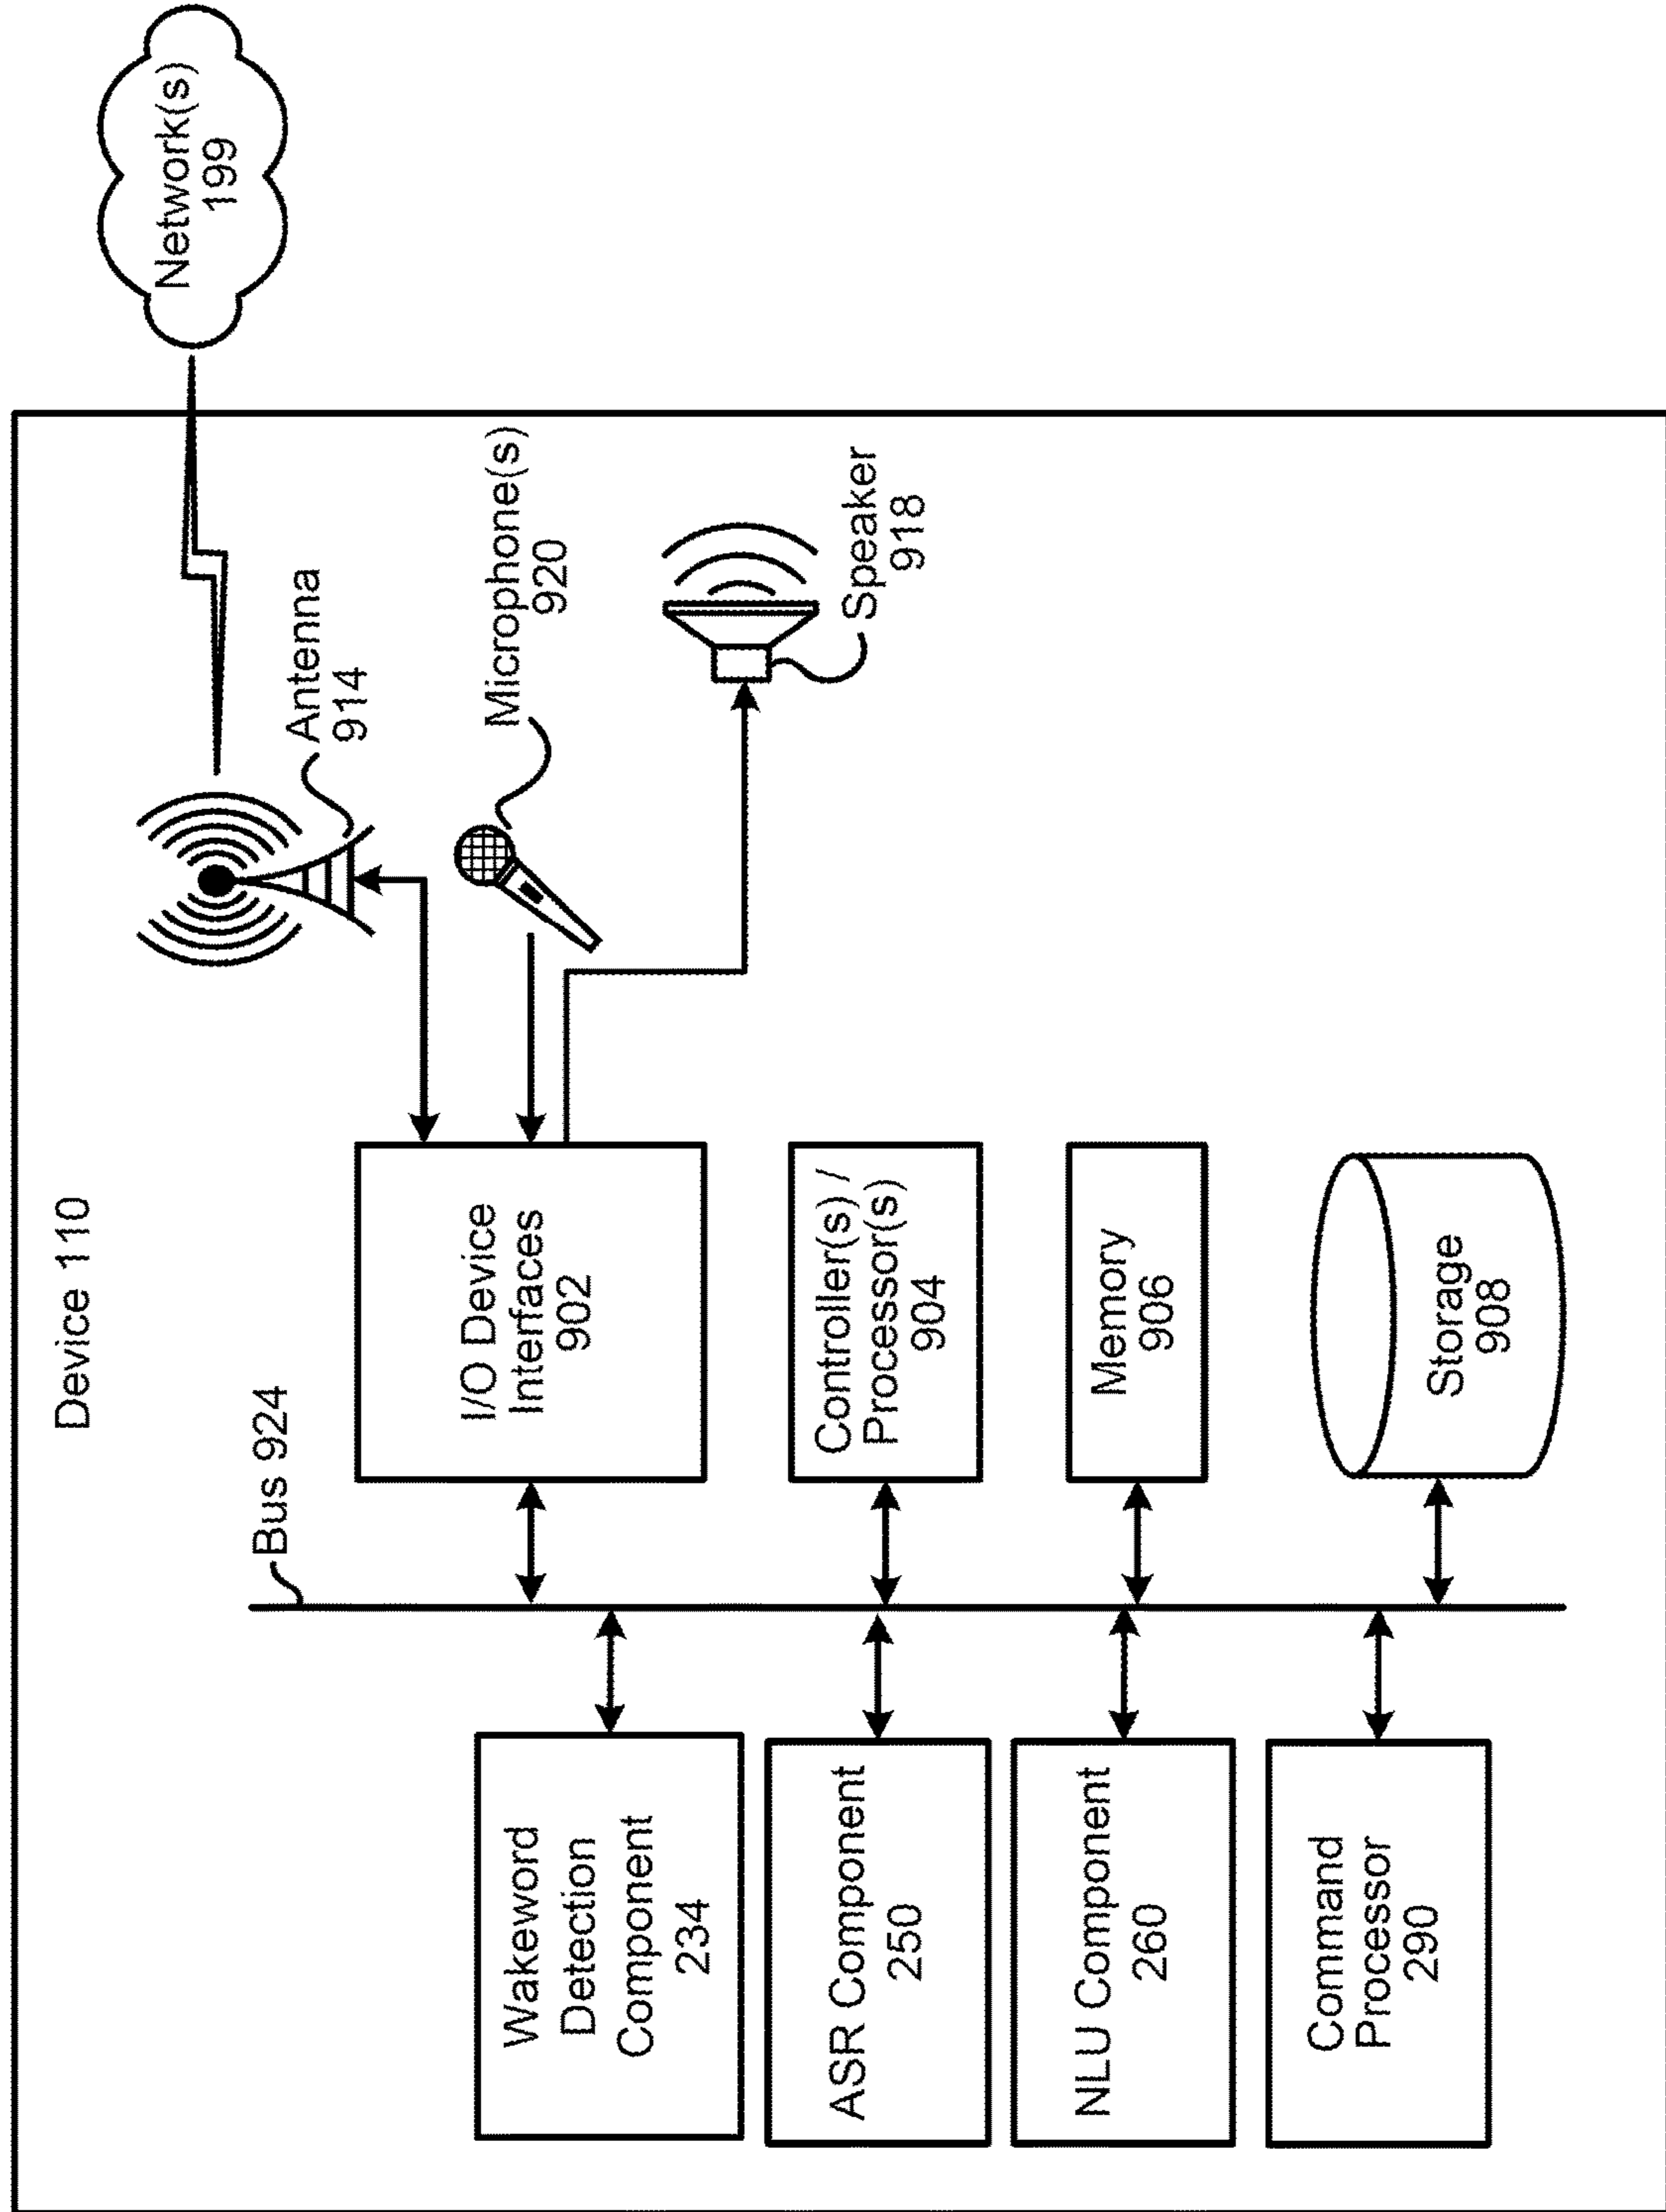 Device 110
Network(s)
199
Bus 924
Antenna
914
I/O Device
Interfaces
902
Microphone(s)
920
Wakeword
Detection
Component
234
Controller(s) /
Processor(s)
904
Speaker
918
ASR Component
250
Memory
906
NLU Component
260
Command
Processor
290
Storage
908